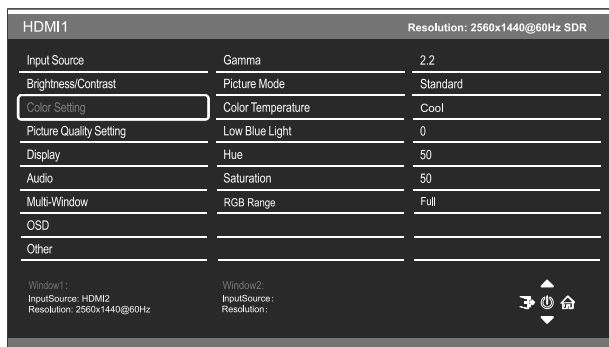 HDMI1 Resolution: 2560x1440@60Hz SDR
Input Source Gamma 2.2
Brightness/Contrast Picture Mode Standard
Color Setting Color Temperature Cool
Picture Quality Setting Low Blue Light 0
Display Hue 50
Audio Saturation 50
Multi-Window RGB Range Full
OSD
Other
Window1: Window2:
InputSource: HDMI2 InputSource:
Resolution: 2560x1440@60Hz Resolution: